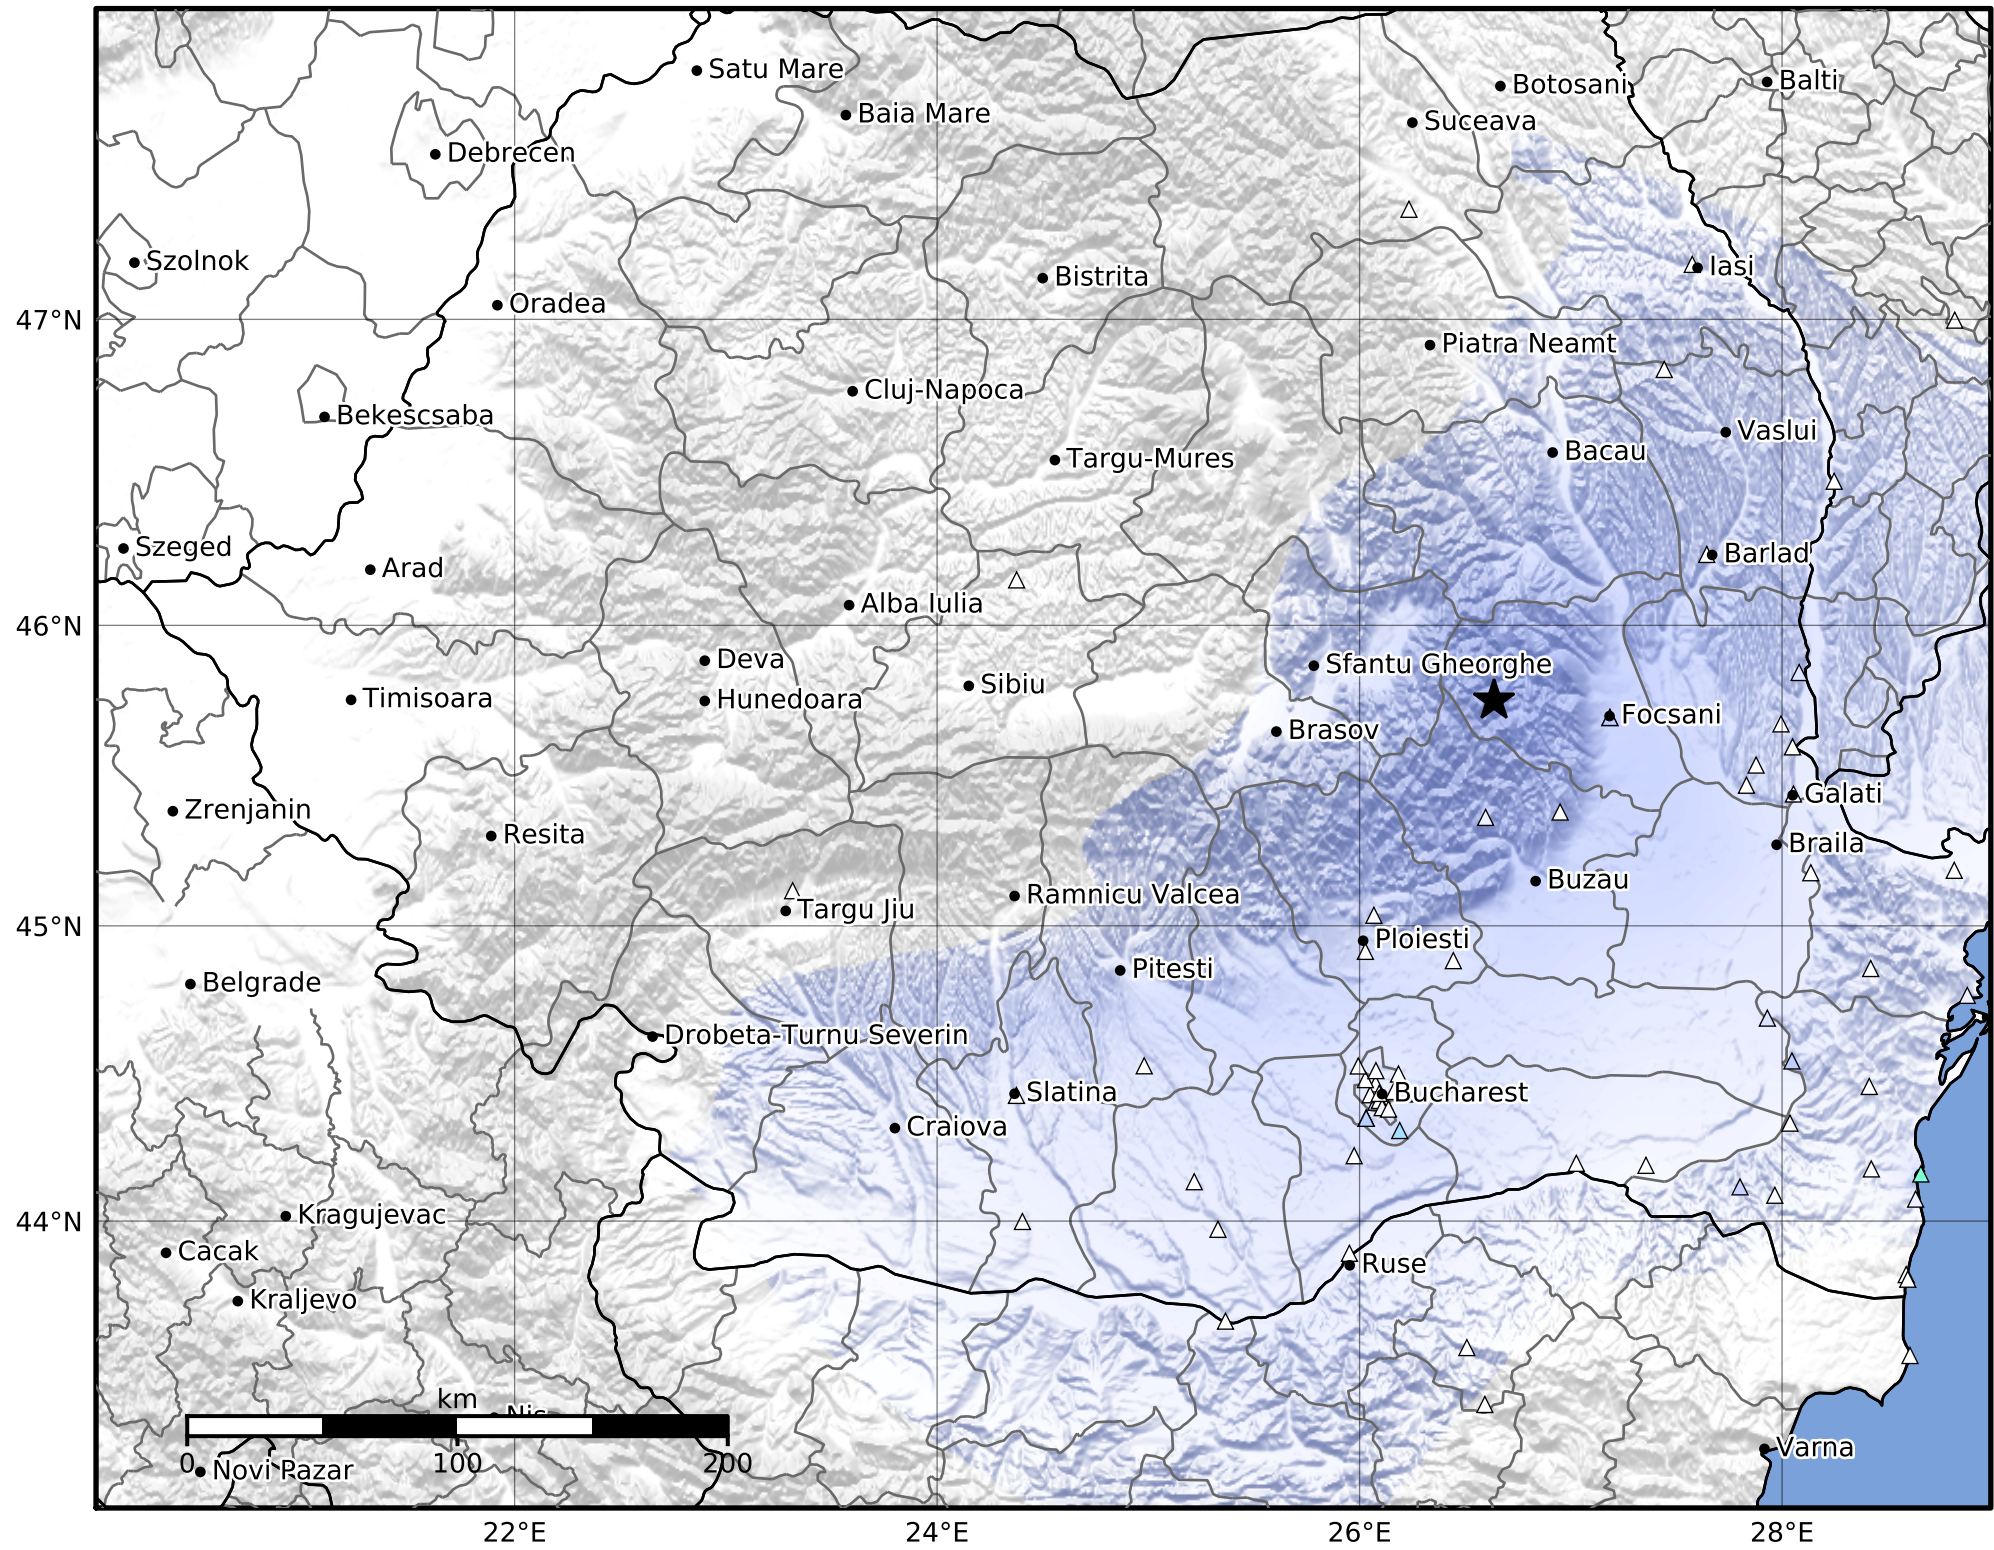 Satu Mare
Botosani
Balti
Baia Mare
Suceava
Debrecen
Szolnok
Iasi
Bistrita
Oradea
47°N
Piatra Neamt
Cluj-Napoca
Bekescsaba
Vaslui
Bacau
Targu-Mures
Szeged
Barlad
Arad
Alba Iulia
46°N
Deva
Sfantu Gheorghe
Sibiu
Timisoara
Hunedoara
Focsani
Brasov
Galati
Zrenjanin
Resita
Braila
Buzau
Ramnicu Valcea
Targu Jiu
45°N
Ploiesti
Pitesti
Belgrade
Drobeta-Turnu Severin
Slatina
Bucharest
Craiova
Kragujevac
44°N
Cacak
Ruse
Kraljevo
km
Nis
Varna
0 100 200
Novi Pazar
22°E 24°E 26°E 28°E